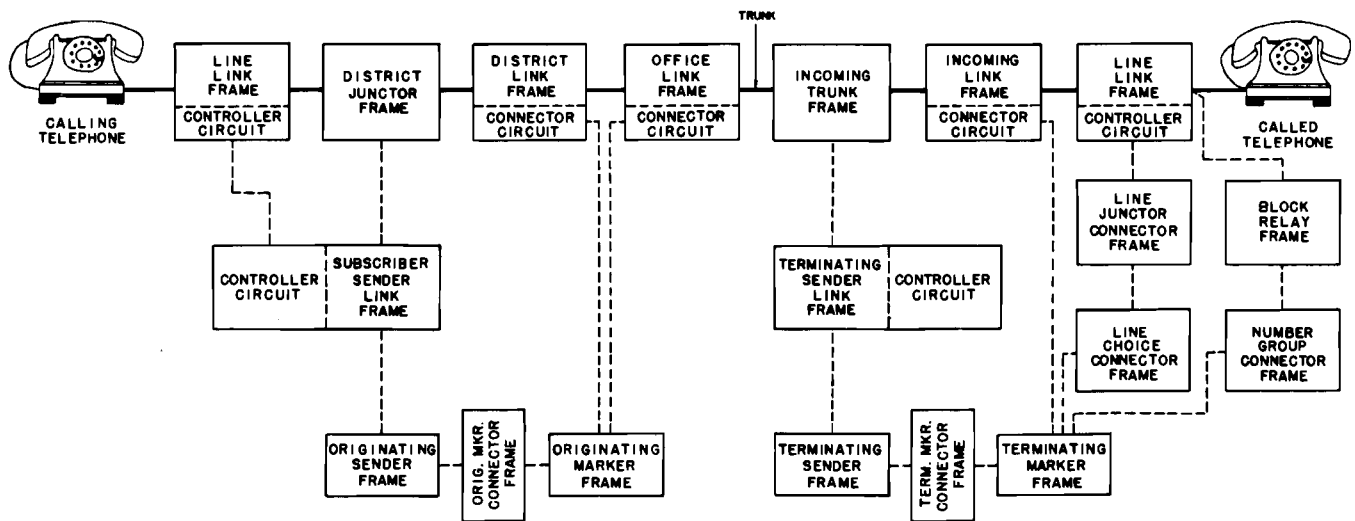 TRUNK
CALLING
TELEPHONE
LINE
LINK
FRAME
CONTROLLER
CIRCUIT
DISTRICT
JUNCTOR
FRAME
DISTRICT
LINK
FRAME
CONNECTOR
CIRCUIT
OFFICE
LINK
FRAME
CONNECTOR
CIRCUIT
INCOMING
TRUNK
FRAME
INCOMING
LINK
FRAME
CONNECTOR
CIRCUIT
LINE
LINK
FRAME
CONTROLLER
CIRCUIT
CALLED
TELEPHONE
LINE
JUNCTOR
CONNECTOR
FRAME
BLOCK
RELAY
FRAME
CONTROLLER
CIRCUIT
SUBSCRIBER
SENDER
LINK
FRAME
TERMINATING
SENDER
LINK
FRAME
CONTROLLER
CIRCUIT
LINE
CHOICE
CONNECTOR
FRAME
NUMBER
GROUP
CONNECTOR
FRAME
ORIGINATING
SENDER
FRAME
ORIG. MKR.
CONNECTOR
FRAME
ORIGINATING
MARKER
FRAME
TERMINATING
SENDER
FRAME
TERM. MKR.
CONNECTOR
FRAME
TERMINATING
MARKER
FRAME